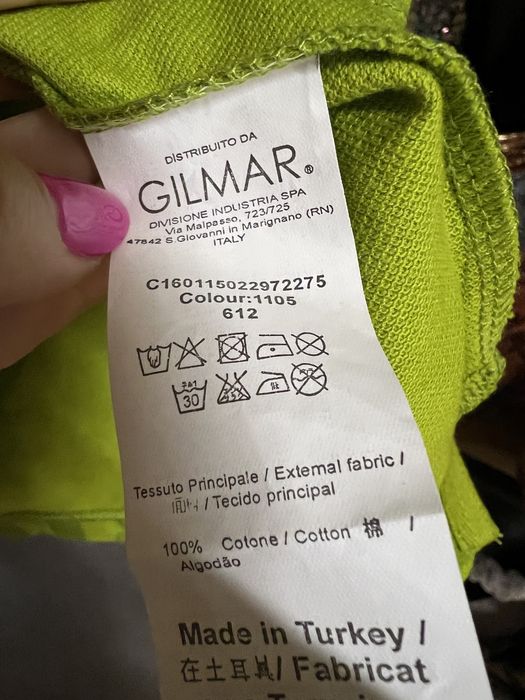 DISTRIBUITO DA
GILMAR®
DIVISIONE INDUSTRIA SPA
Via Malpasso, 723/725
47842 S Giovanni in Marignano (RN)
ITALY
C160115022972275
Colour:1105
612
30
Tessuto Principale / External fabric /
/ Tecido principal
100% Cotone / Cotton 棉 /
Algodão
Made in Turkey /
在土耳其/ Fabricat